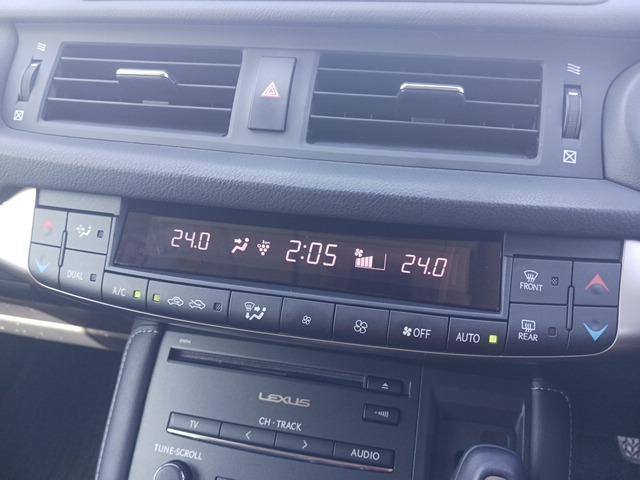 24.0 2:05 24.0
DUAL A/C OFF AUTO FRONT
REAR
LEXUS
CH · TRACK
TV AUDIO
TUNE·SCROLL